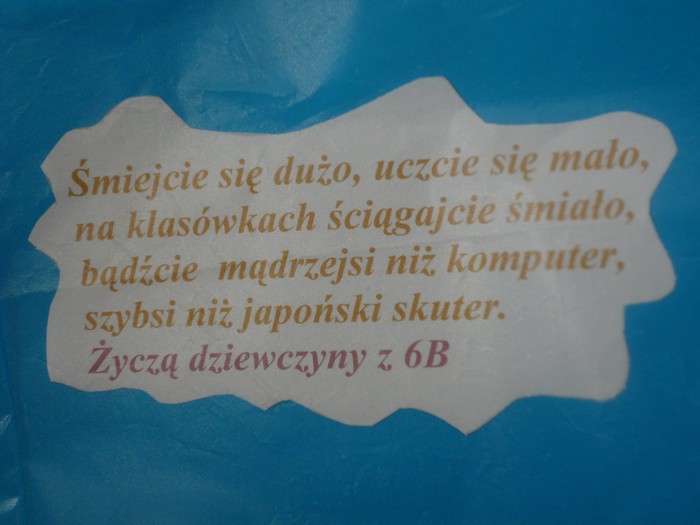 Śmiejcie się dużo, uczcie się mało,
na klasówkach ściągajcie śmiało,
bądźcie mądrzejsi niż komputer,
szybsi niż japoński skuter.
Życzą dziewczyny z 6B